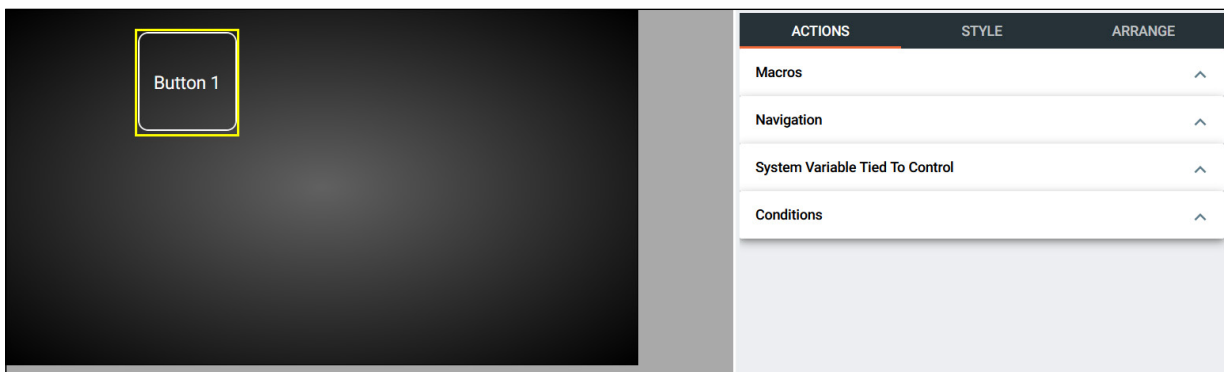 Button 1
ACTIONS STYLE ARRANGE
Macros
Navigation
System Variable Tied To Control
Conditions